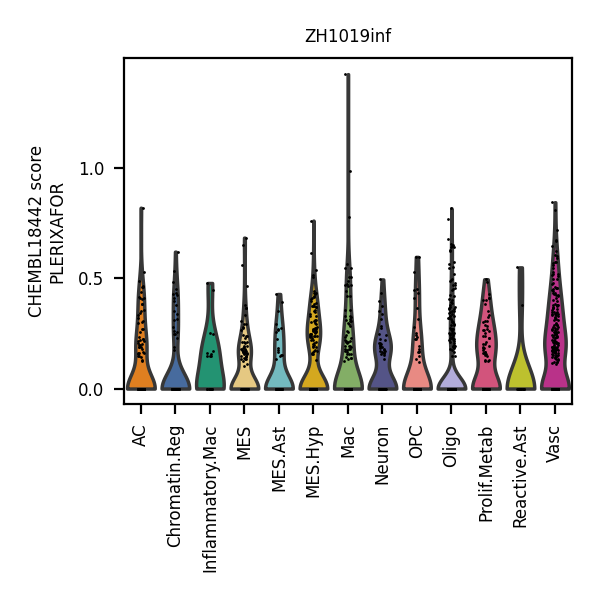 ZH1019inf
CHEMBL18442 score
PLERIXAFOR
1.0
0.5
0.0
AC
Chromatin.Reg
Inflammatory.Mac
MES
MES.Ast
MES.Hyp
Mac
Neuron
OPC
Oligo
Prolif.Metab
Reactive.Ast
Vasc